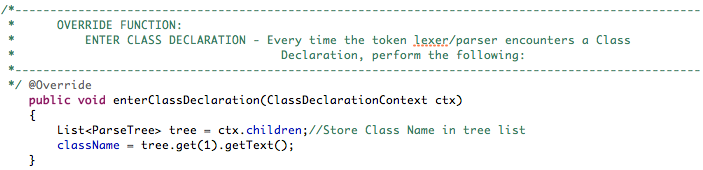 /*------------------------------------------------------------------------------------
* OVERRIDE FUNCTION:
* ENTER CLASS DECLARATION - Every time the token lexer/parser encounters a Class
* Declaration, perform the following:
*------------------------------------------------------------------------------------
*/ @Override
public void enterClassDeclaration(ClassDeclarationContext ctx)
{
List<ParseTree> tree = ctx.children;//Store Class Name in tree list
className = tree.get(1).getText();
}